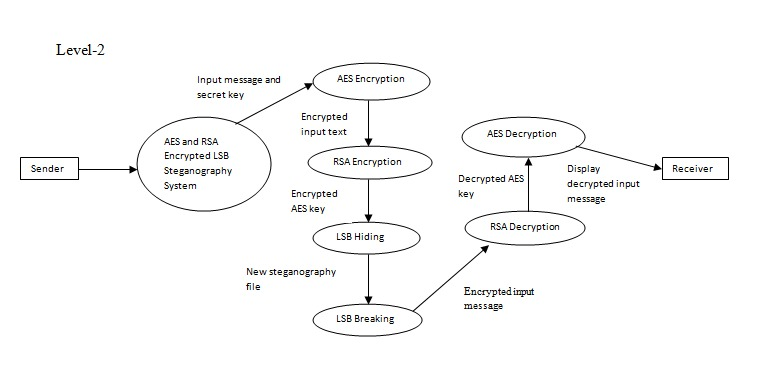 Level-2
Input message and
secret key
AES Encryption
Encrypted
input text
AES and RSA
Encrypted LSB
Steganography
System
Sender
RSA Encryption
Encrypted
AES key
LSB Hiding
New steganography
file
LSB Breaking
Encrypted input
message
RSA Decryption
Decrypted AES
key
AES Decryption
Display
decrypted input
message
Receiver